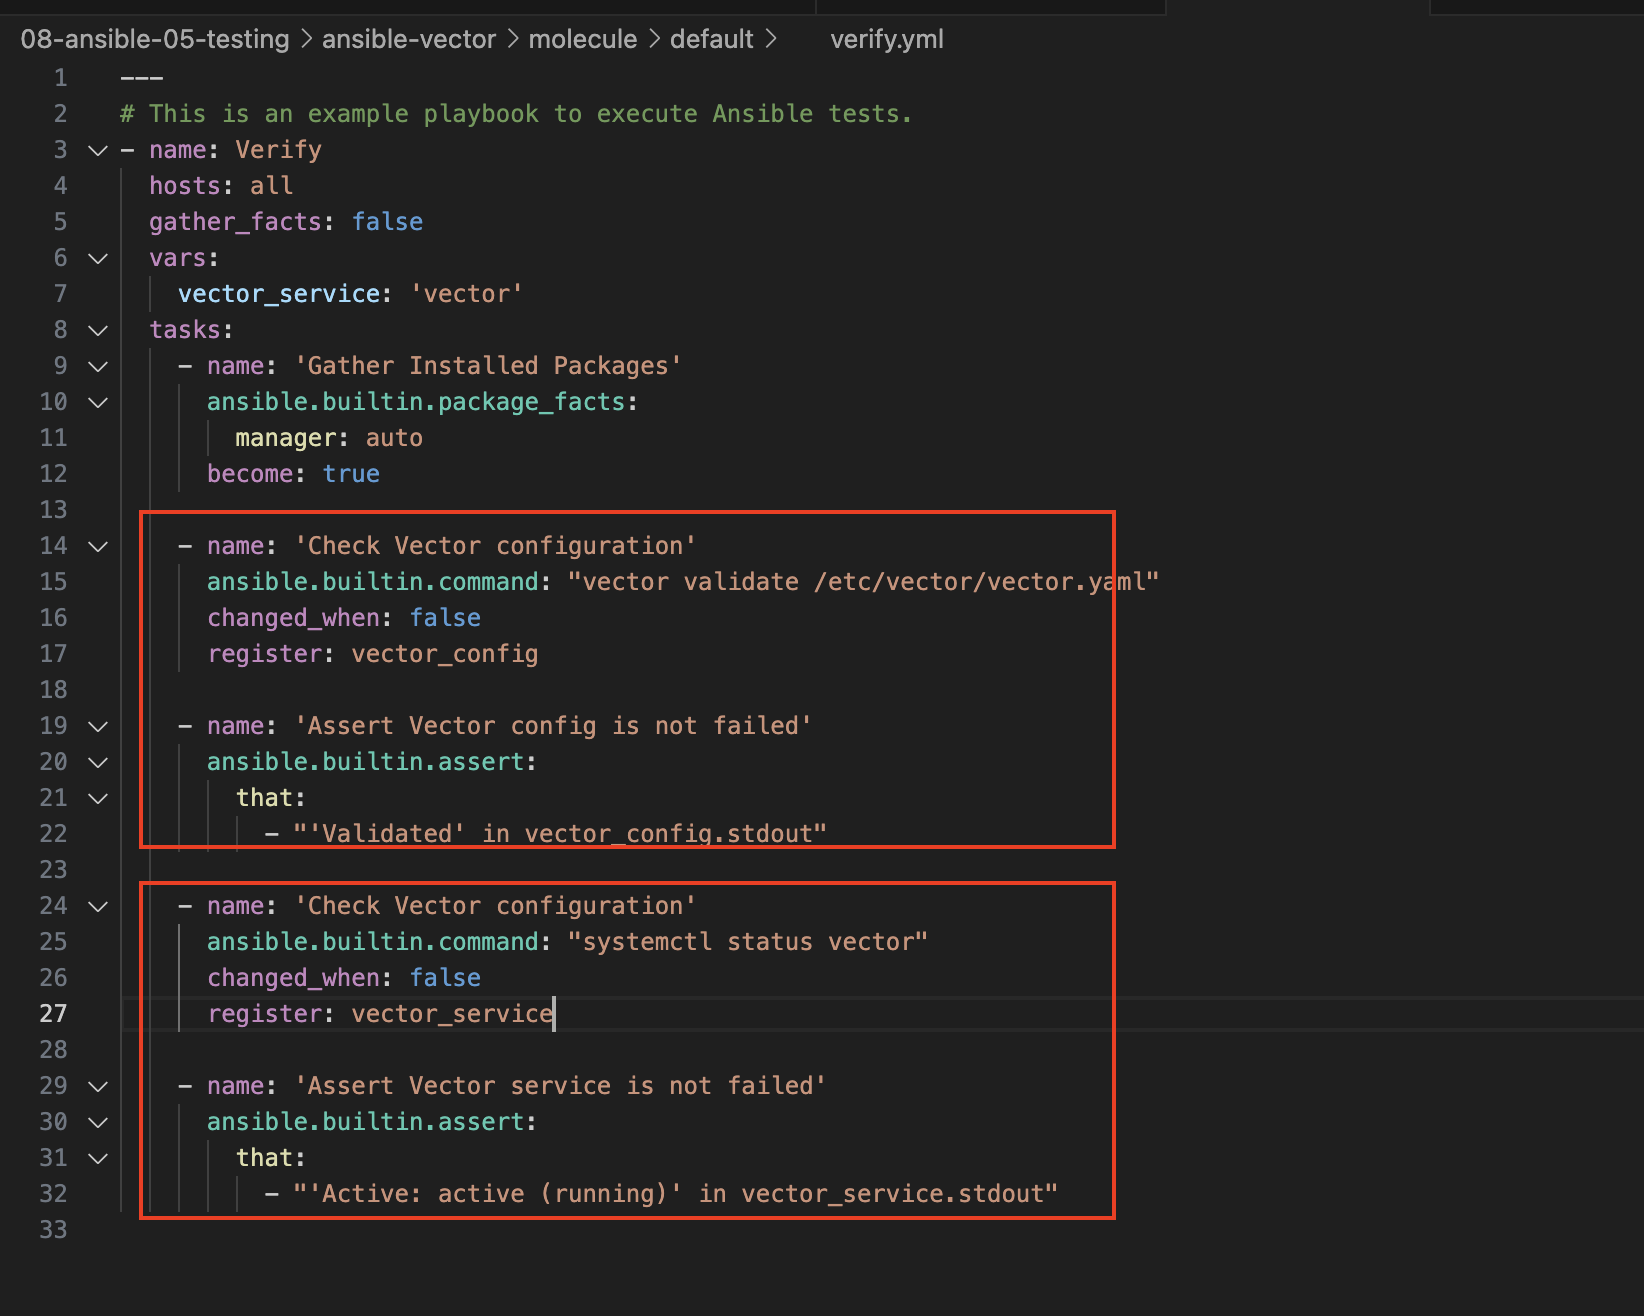 08-ansible-05-testing > ansible-vector > molecule > default > verify.yml
1 ---
2 # This is an example playbook to execute Ansible tests.
3 - name: Verify
4 hosts: all
5 gather_facts: false
6 vars:
7 vector_service: 'vector'
8 tasks:
9 - name: 'Gather Installed Packages'
10 ansible.builtin.package_facts:
11 manager: auto
12 become: true
13
14 - name: 'Check Vector configuration'
15 ansible.builtin.command: "vector validate /etc/vector/vector.yaml"
16 changed_when: false
17 register: vector_config
18
19 - name: 'Assert Vector config is not failed'
20 ansible.builtin.assert:
21 that:
22 - "'Validated' in vector_config.stdout"
23
24 - name: 'Check Vector configuration'
25 ansible.builtin.command: "systemctl status vector"
26 changed_when: false
27 register: vector_service
28
29 - name: 'Assert Vector service is not failed'
30 ansible.builtin.assert:
31 that:
32 - "'Active: active (running)' in vector_service.stdout"
33